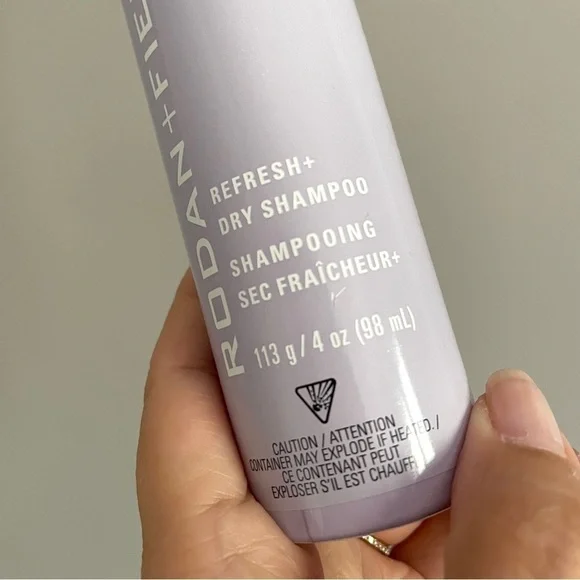 RODAN+FIE
REFRESH+
DRY SHAMPOO
SHAMPOOING
SEC FRAÎCHEUR+
113 g/4 oz (98 mL)
CAUTION / ATTENTION
CONTAINER MAY EXPLODE IF HEATED./
CE CONTENANT PEUT
EXPLOSER S'IL EST CHAUFF